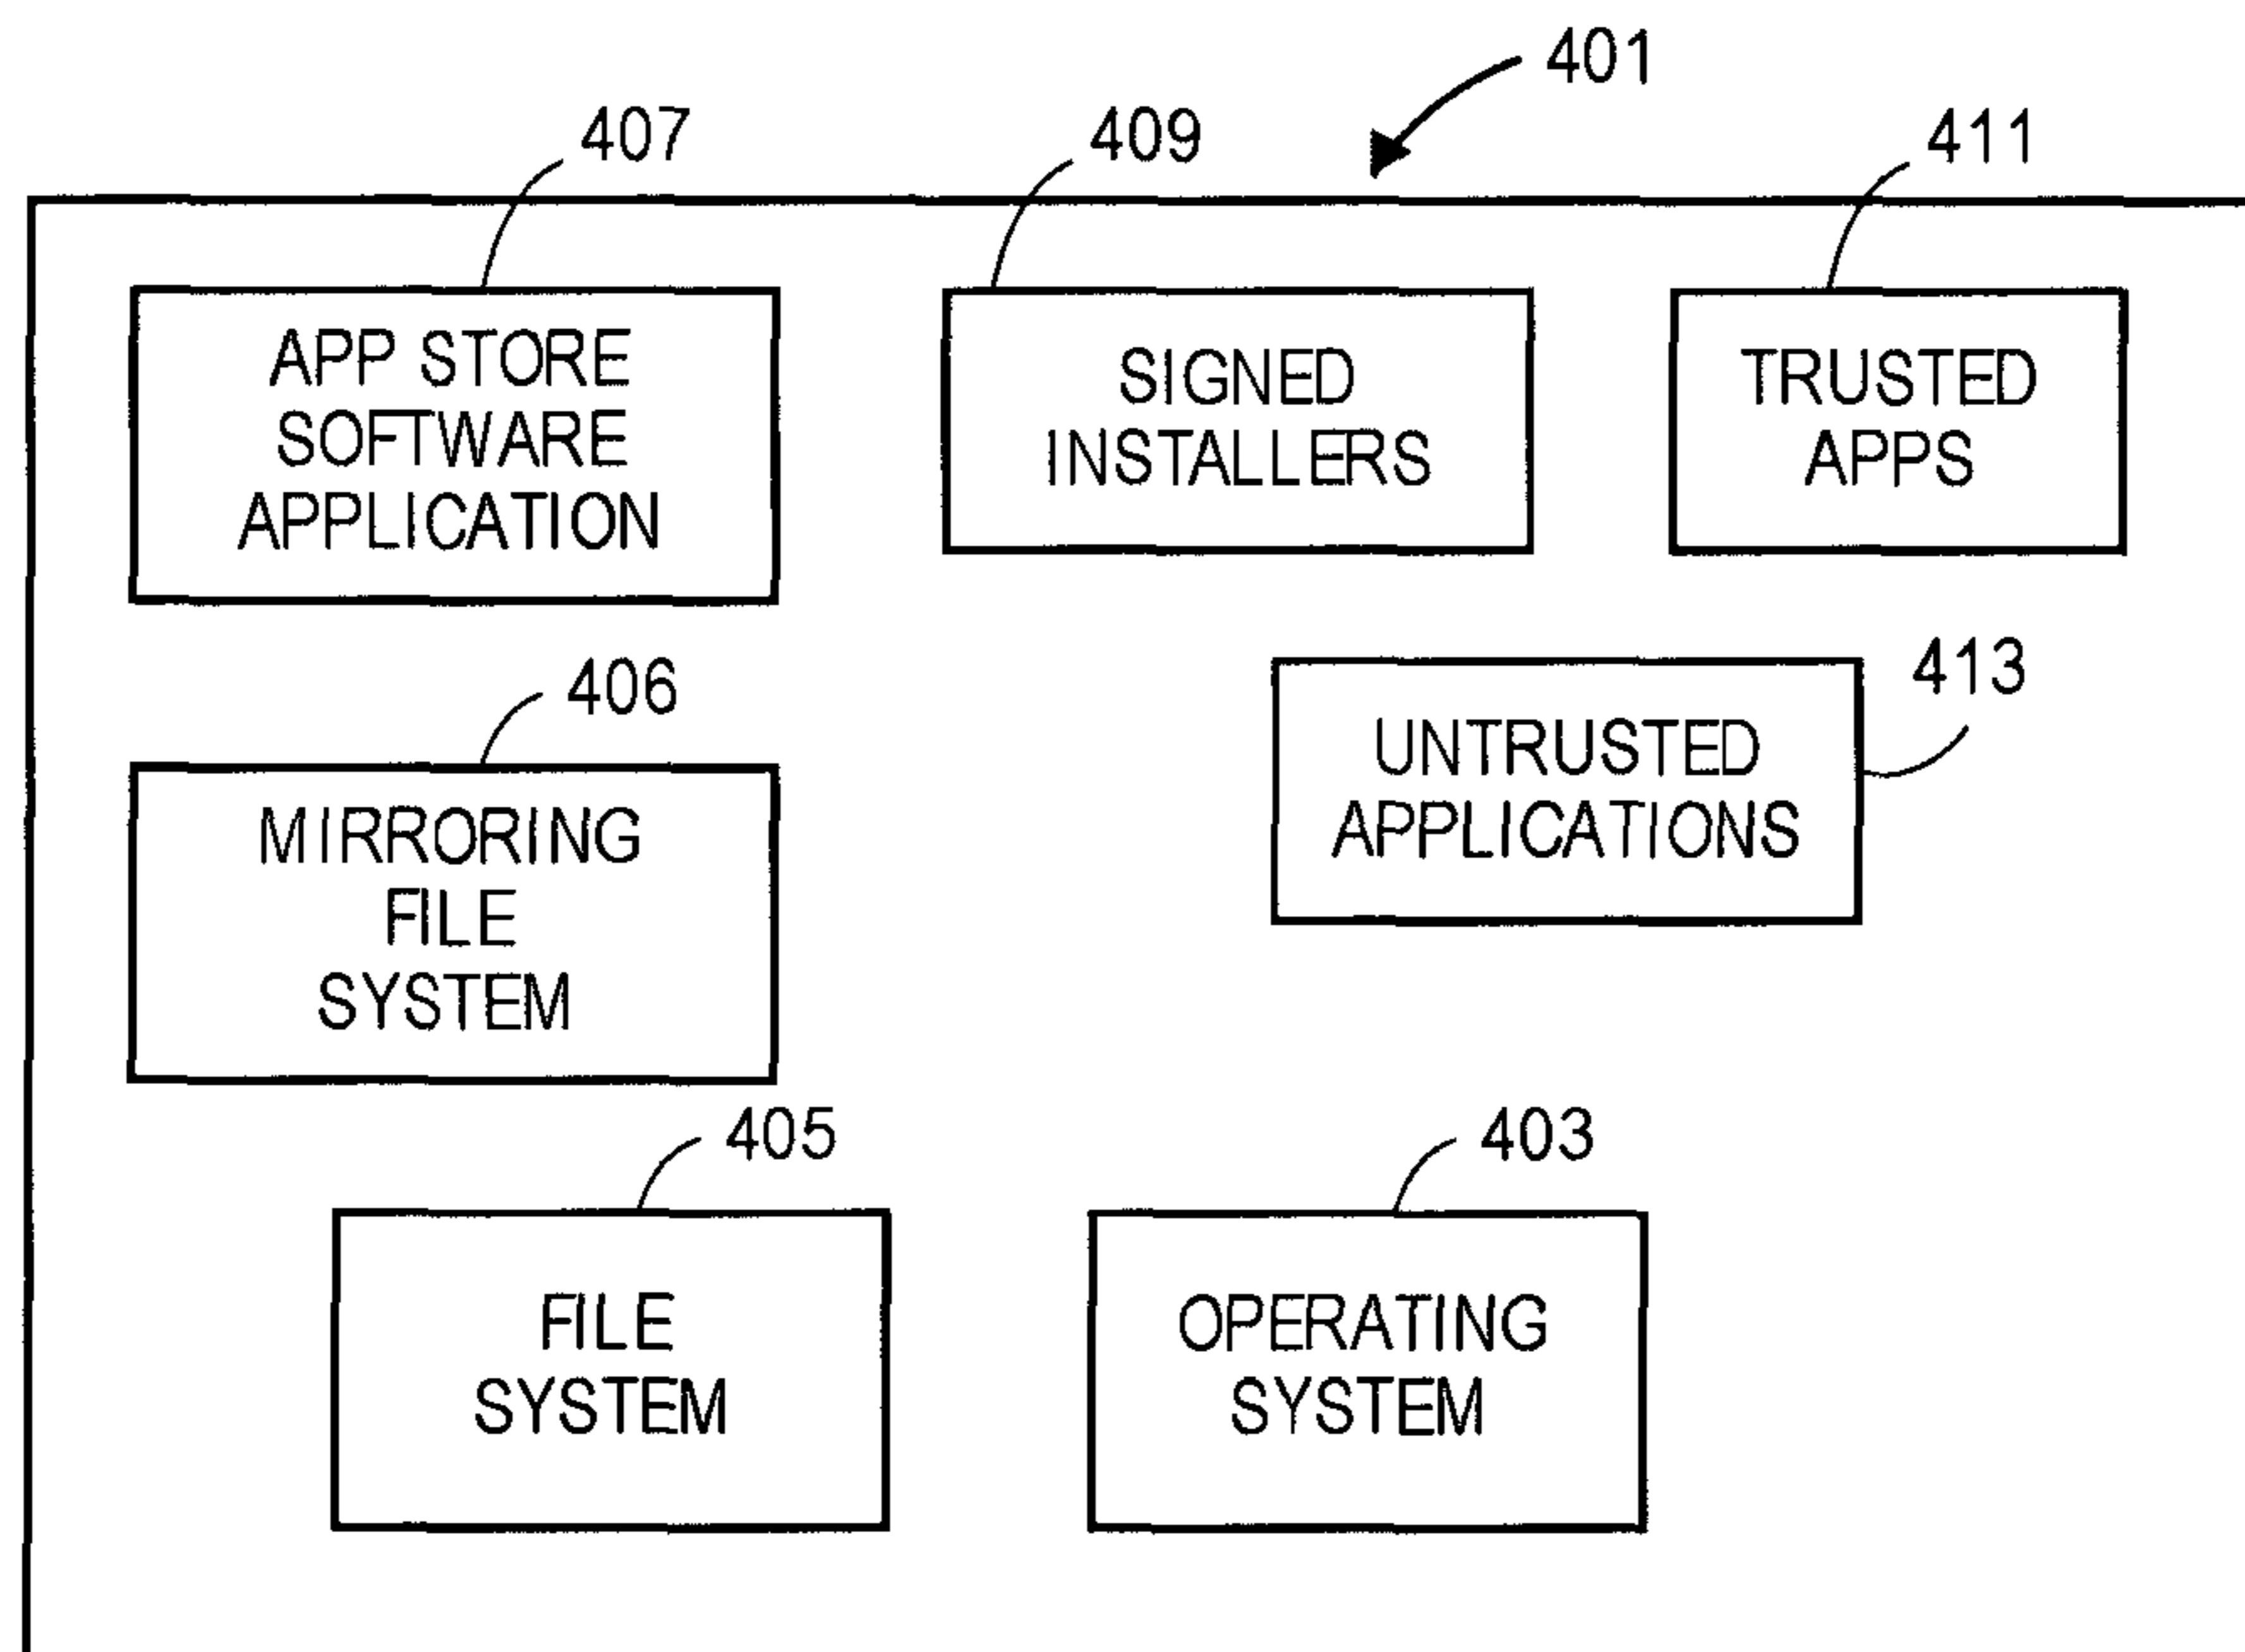 401
407
409
411
APP STORE
SOFTWARE
APPLICATION
SIGNED
INSTALLERS
TRUSTED
APPS
406
413
MIRRORING
FILE
SYSTEM
UNTRUSTED
APPLICATIONS
405
403
FILE
SYSTEM
OPERATING
SYSTEM